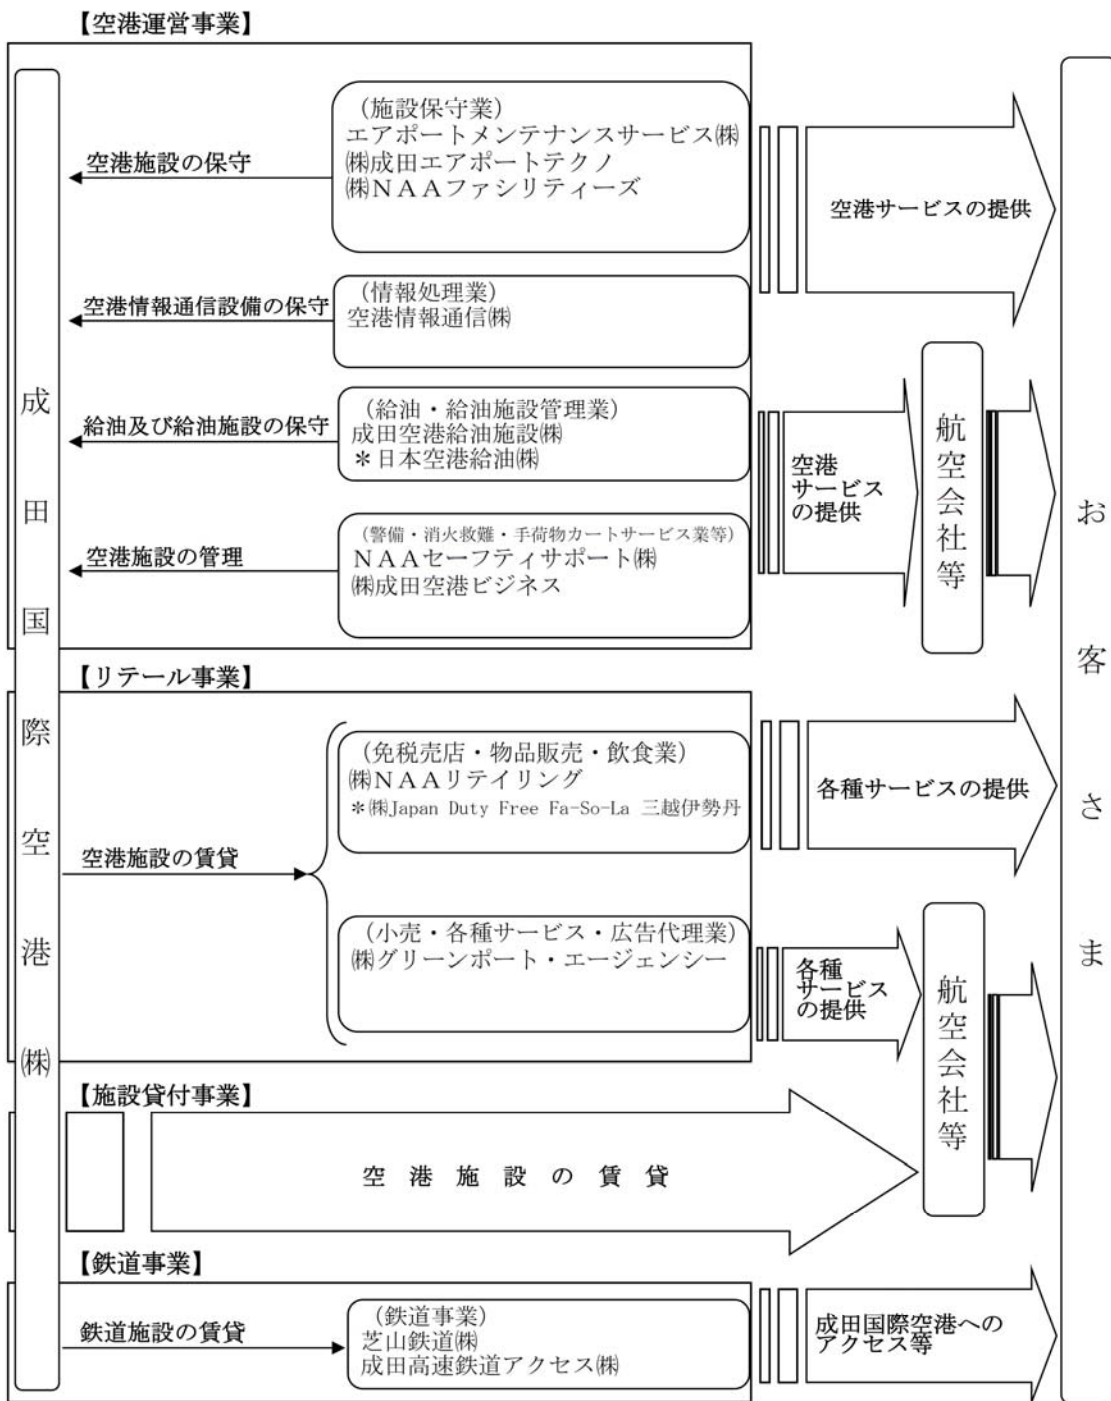 【空港運営事業】
（施設保守業）
エアポートメンテナンスサービス㈱
㈱成田エアポートテクノ
㈱ＮＡＡファシリティーズ
空港施設の保守
空港サービスの提供
（情報処理業）
空港情報通信㈱
空港情報通信設備の保守
（給油・給油施設管理業）
成田空港給油施設㈱
＊日本空港給油㈱
給油及び給油施設の保守
（警備・消火救難・手荷物カートサービス業等）
ＮＡＡセーフティサポート㈱
㈱成田空港ビジネス
空港施設の管理
空港
サービス
の提供
航空会社等
【リテール事業】
（免税売店・物品販売・飲食業）
㈱ＮＡＡリテイリング
＊㈱Japan Duty Free Fa-So-La 三越伊勢丹
各種サービスの提供
空港施設の賃貸
（小売・各種サービス・広告代理業）
㈱グリーンポート・エージェンシー
各種
サービス
の提供
航空会社等
【施設貸付事業】
空港施設の賃貸
【鉄道事業】
鉄道施設の賃貸
（鉄道事業）
芝山鉄道㈱
成田高速鉄道アクセス㈱
成田国際空港への
アクセス等
成田国際空港㈱
お客さま